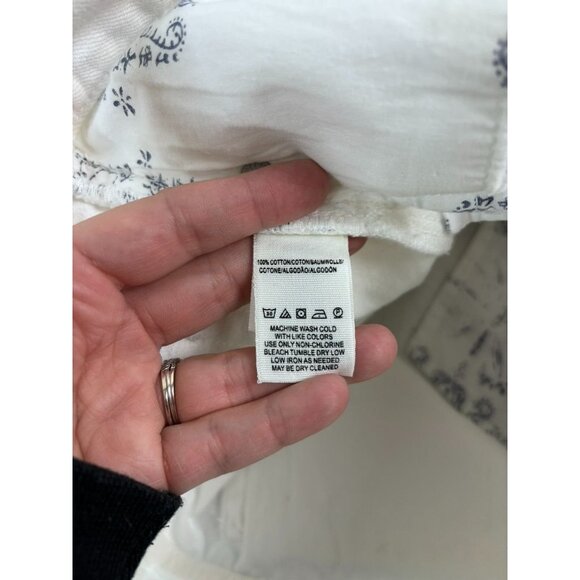 100% COTTON/COTON/BAUMWOLLE/
COTONE/ALGODÃO/ALGODÓN
30
MACHINE WASH COLD
WITH LIKE COLORS
USE ONLY NON-CHLORINE
BLEACH TUMBLE DRY LOW
LOW IRON AS NEEDED
MAY BE DRY CLEANED